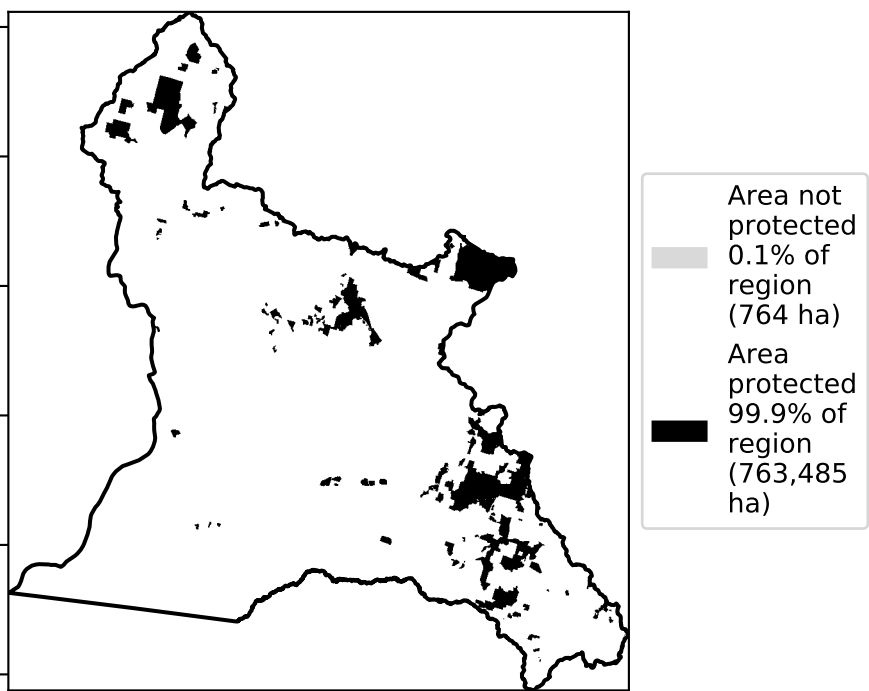 Area not
protected
0.1% of
region
(764 ha)
Area
protected
99.9% of
region
(763,485
ha)